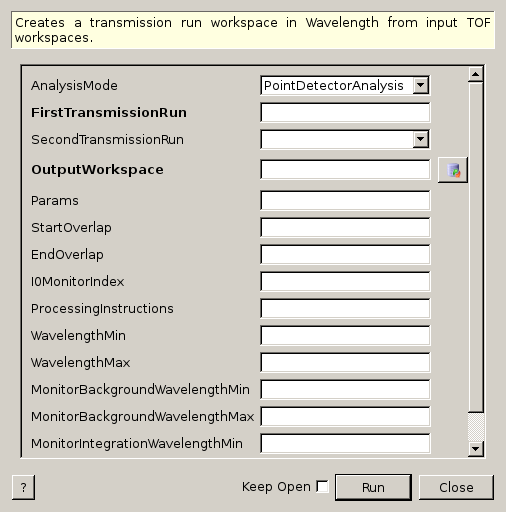 Creates a transmission run workspace in Wavelength from input TOF
workspaces.
AnalysisMode PointDetectorAnalysis
FirstTransmissionRun
SecondTransmissionRun
OutputWorkspace
Params
StartOverlap
EndOverlap
I0MonitorIndex
ProcessingInstructions
WavelengthMin
WavelengthMax
MonitorBackgroundWavelengthMin
MonitorBackgroundWavelengthMax
MonitorIntegrationWavelengthMin
? Keep Open Run Close